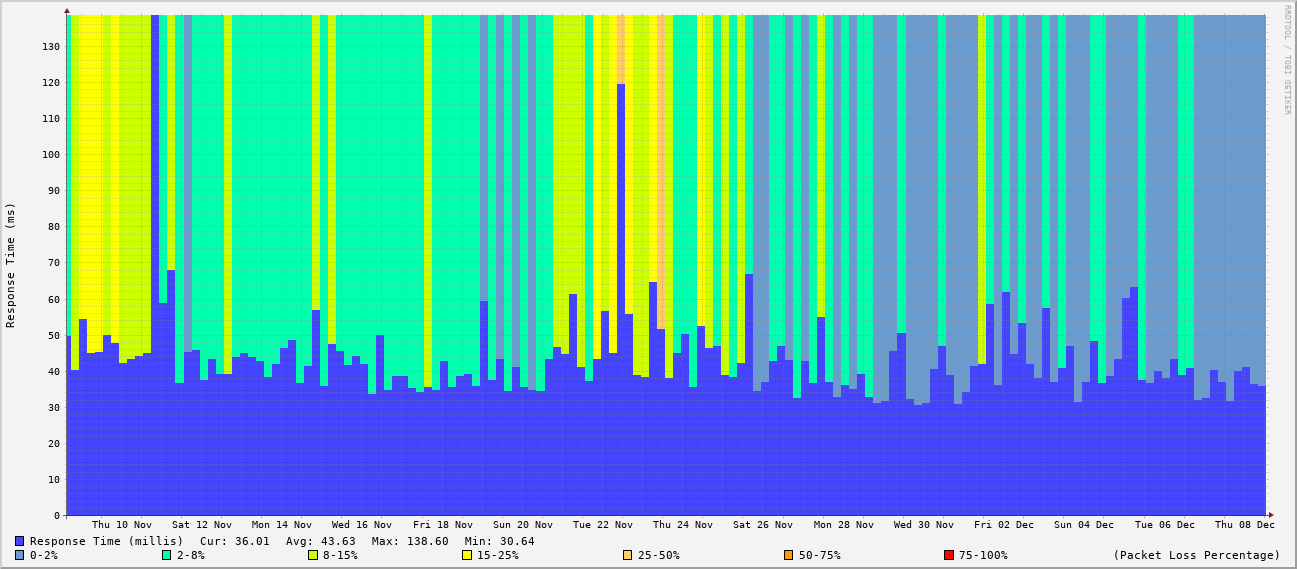 RRDTOOL / TOBI OETIKER
Response Time (ms)
130
120
110
100
90
80
70
60
50
40
30
20
10
0
Thu 10 Nov Sat 12 Nov Mon 14 Nov Wed 16 Nov Fri 18 Nov Sun 20 Nov Tue 22 Nov Thu 24 Nov Sat 26 Nov Mon 28 Nov Wed 30 Nov Fri 02 Dec Sun 04 Dec Tue 06 Dec Thu 08 Dec
Response Time (millis) Cur: 36.01 Avg: 43.63 Max: 138.60 Min: 30.64
0-2% 2-8% 8-15% 15-25% 25-50% 50-75% 75-100% (Packet Loss Percentage)